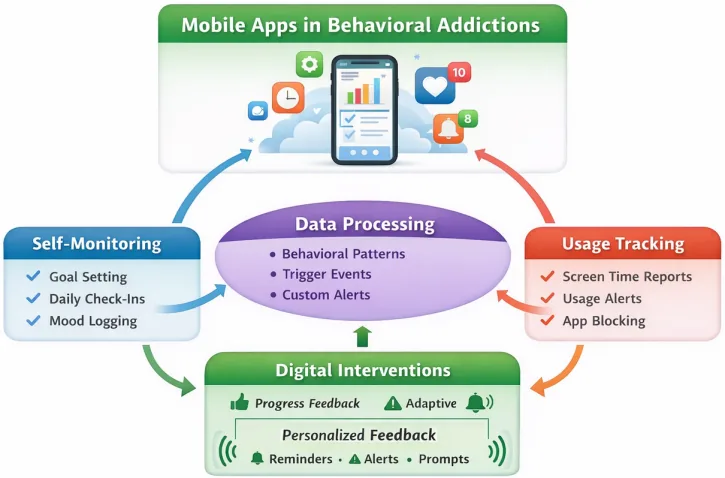 Mobile Apps in Behavioral Addictions
10
8
Self-Monitoring
Goal Setting
Daily Check-Ins
Mood Logging
Data Processing
• Behavioral Patterns
• Trigger Events
• Custom Alerts
Usage Tracking
Screen Time Reports
Usage Alerts
App Blocking
Digital Interventions
Progress Feedback Adaptive
Personalized Feedback
Reminders · Alerts • Prompts